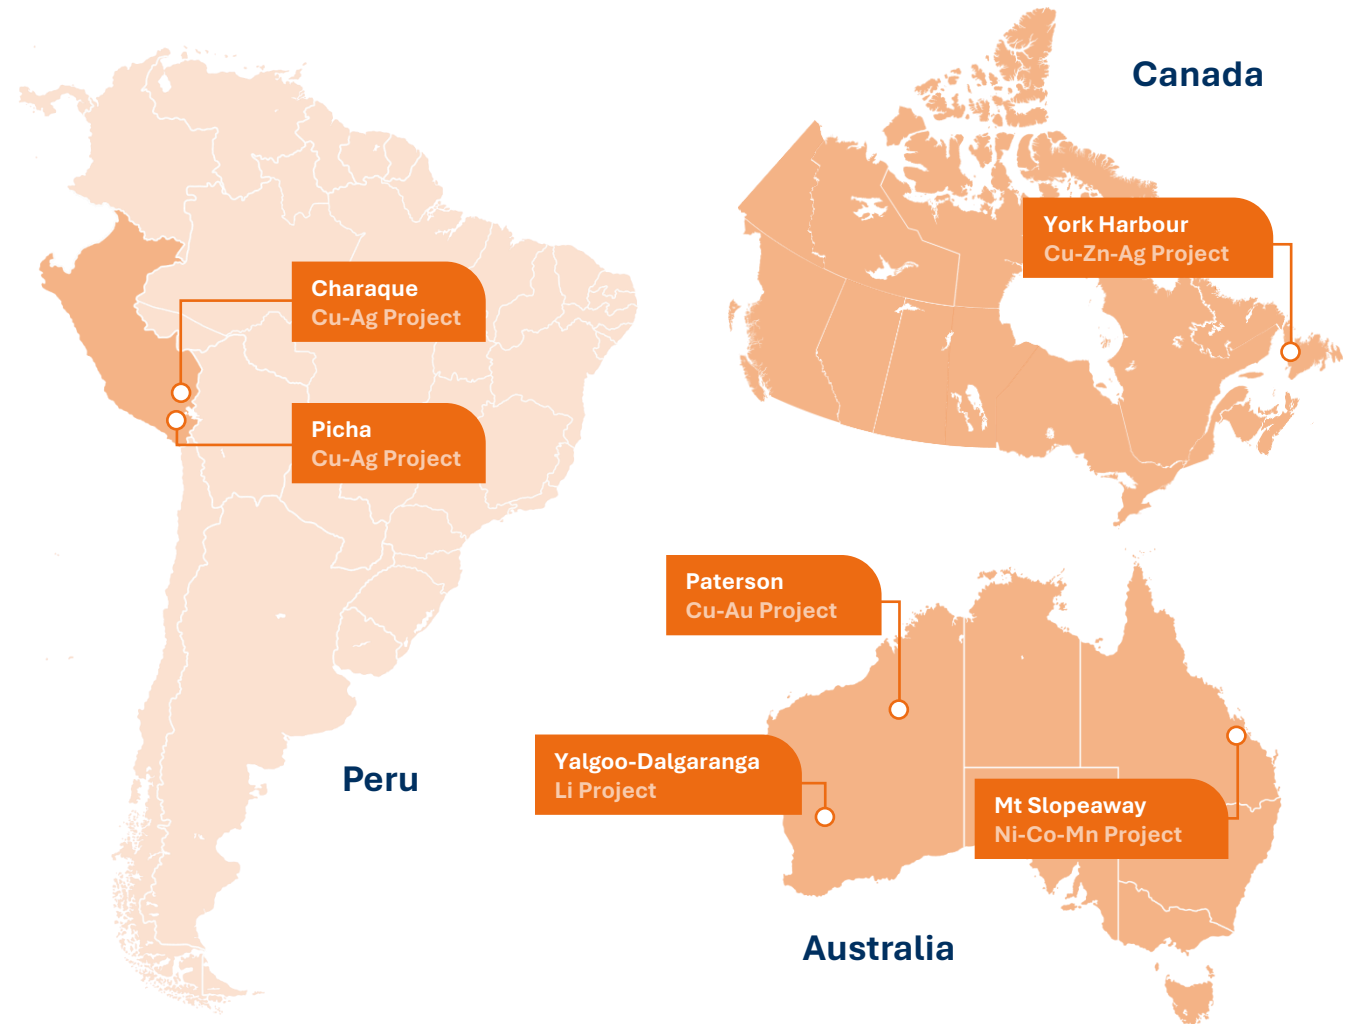 Canada
York Harbour
Cu-Zn-Ag Project
Charaque
Cu-Ag Project
Picha
Cu-Ag Project
Paterson
Cu-Au Project
Yalgoo-Dalgaranga
Li Project
Peru
Mt Slopeaway
Ni-Co-Mn Project
Australia